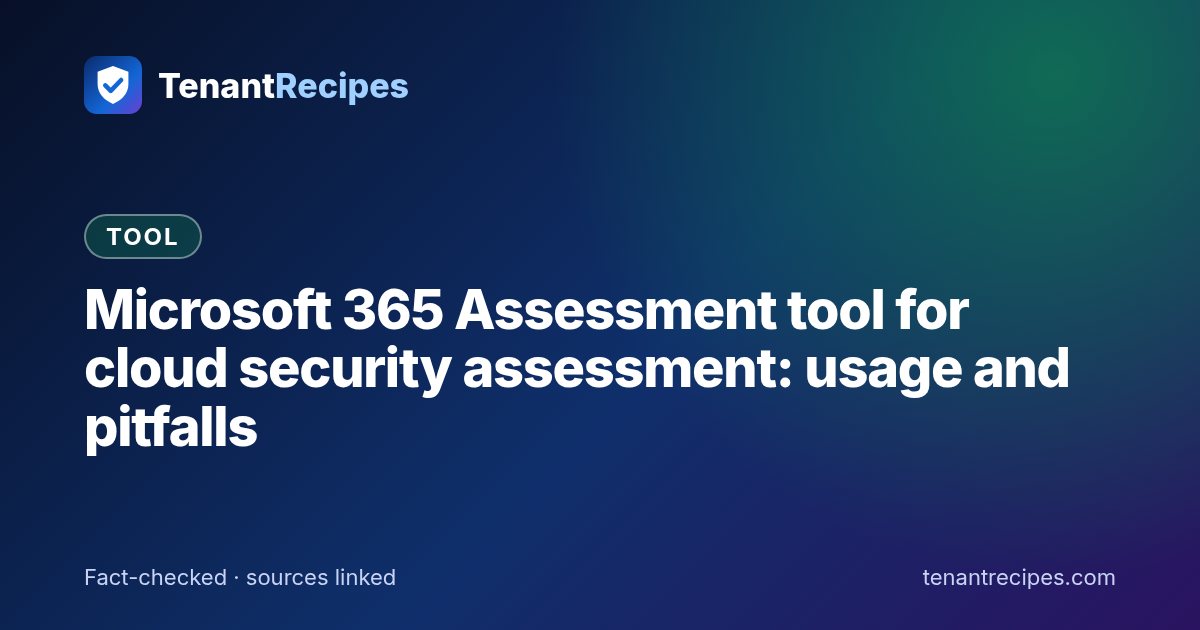 TenantRecipes
TOOL
Microsoft 365 Assessment tool for
cloud security assessment: usage and
pitfalls
Fact-checked · sources linked
tenantrecipes.com